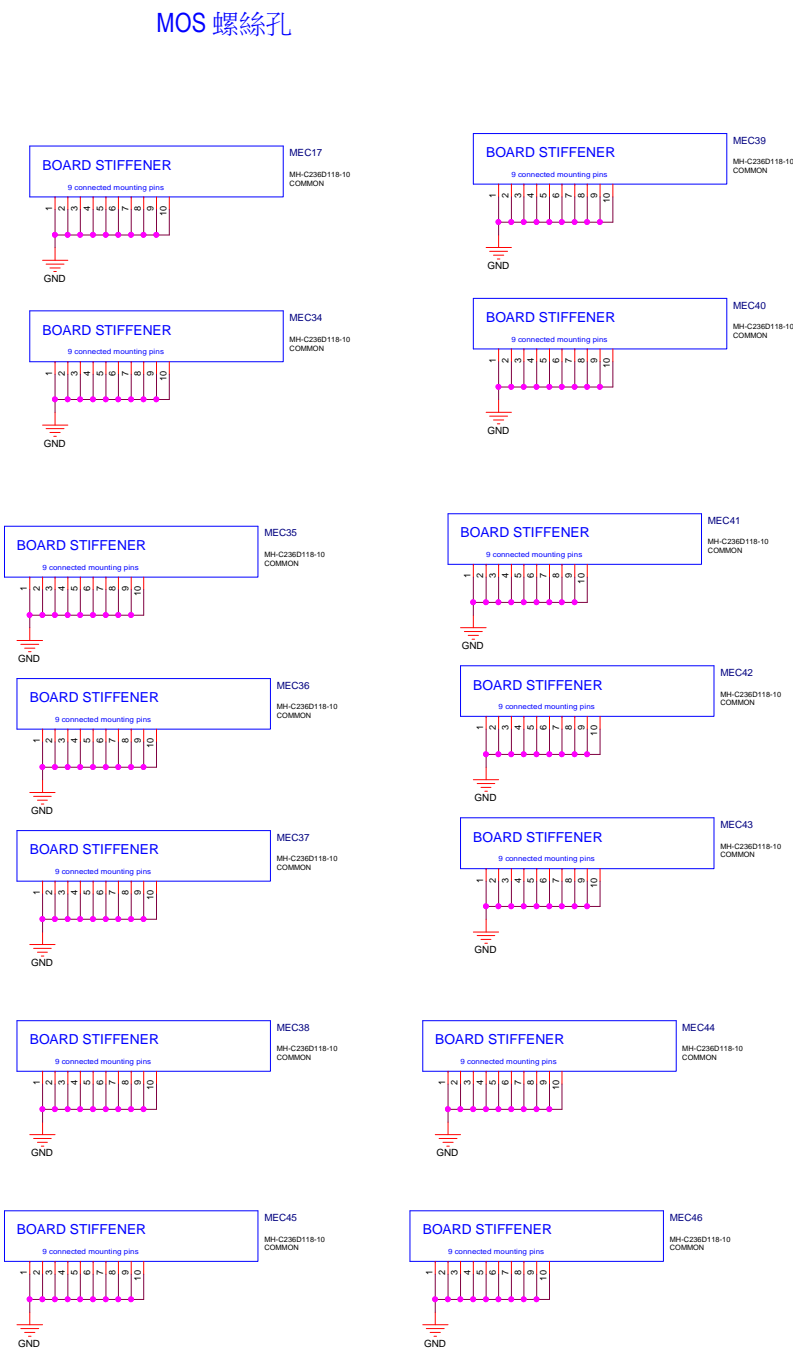 MOS 螺絲孔
BOARD STIFFENER
9 connected mounting pins
MEC17
MH-C236D118-10
COMMON
1 2 3 4 5 6 7 8 9 10
GND
BOARD STIFFENER
9 connected mounting pins
MEC39
MH-C236D118-10
COMMON
1 2 3 4 5 6 7 8 9 10
GND
BOARD STIFFENER
9 connected mounting pins
MEC34
MH-C236D118-10
COMMON
1 2 3 4 5 6 7 8 9 10
GND
BOARD STIFFENER
9 connected mounting pins
MEC40
MH-C236D118-10
COMMON
1 2 3 4 5 6 7 8 9 10
GND
BOARD STIFFENER
9 connected mounting pins
MEC35
MH-C236D118-10
COMMON
1 2 3 4 5 6 7 8 9 10
GND
BOARD STIFFENER
9 connected mounting pins
MEC41
MH-C236D118-10
COMMON
1 2 3 4 5 6 7 8 9 10
GND
BOARD STIFFENER
9 connected mounting pins
MEC36
MH-C236D118-10
COMMON
1 2 3 4 5 6 7 8 9 10
GND
BOARD STIFFENER
9 connected mounting pins
MEC42
MH-C236D118-10
COMMON
1 2 3 4 5 6 7 8 9 10
GND
BOARD STIFFENER
9 connected mounting pins
MEC37
MH-C236D118-10
COMMON
1 2 3 4 5 6 7 8 9 10
GND
BOARD STIFFENER
9 connected mounting pins
MEC43
MH-C236D118-10
COMMON
1 2 3 4 5 6 7 8 9 10
GND
BOARD STIFFENER
9 connected mounting pins
MEC38
MH-C236D118-10
COMMON
1 2 3 4 5 6 7 8 9 10
GND
BOARD STIFFENER
9 connected mounting pins
MEC44
MH-C236D118-10
COMMON
1 2 3 4 5 6 7 8 9 10
GND
BOARD STIFFENER
9 connected mounting pins
MEC45
MH-C236D118-10
COMMON
1 2 3 4 5 6 7 8 9 10
GND
BOARD STIFFENER
9 connected mounting pins
MEC46
MH-C236D118-10
COMMON
1 2 3 4 5 6 7 8 9 10
GND